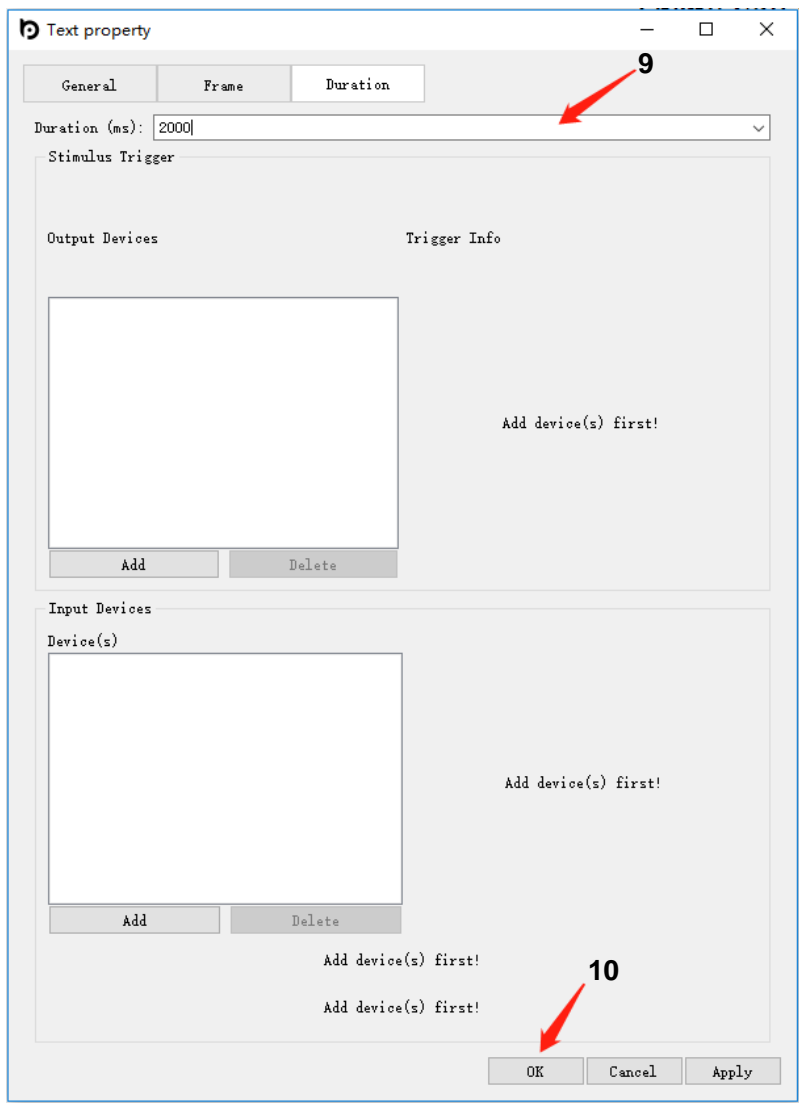 Text property
9
General Frame Duration
Duration (ms): 2000
Stimulus Trigger
Output Devices Trigger Info
Add device(s) first!
Add Delete
Input Devices
Device(s)
Add device(s) first!
Add Delete
Add device(s) first!
10
Add device(s) first!
OK Cancel Apply